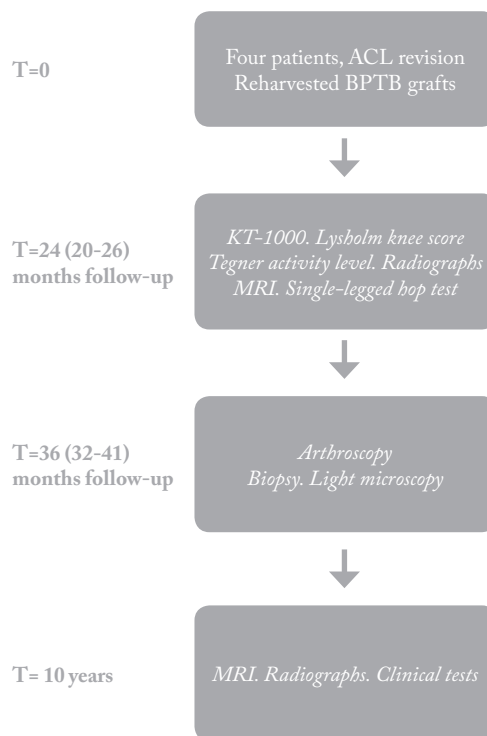 T=0
Four patients, ACL revision
Reharvested BPTB grafts
T=24 (20-26)
months follow-up
KT-1000. Lysholm knee score
Tegner activity level. Radiographs
MRI. Single-legged hop test
T=36 (32-41)
months follow-up
Arthroscopy
Biopsy. Light microscopy
T= 10 years
MRI. Radiographs. Clinical tests